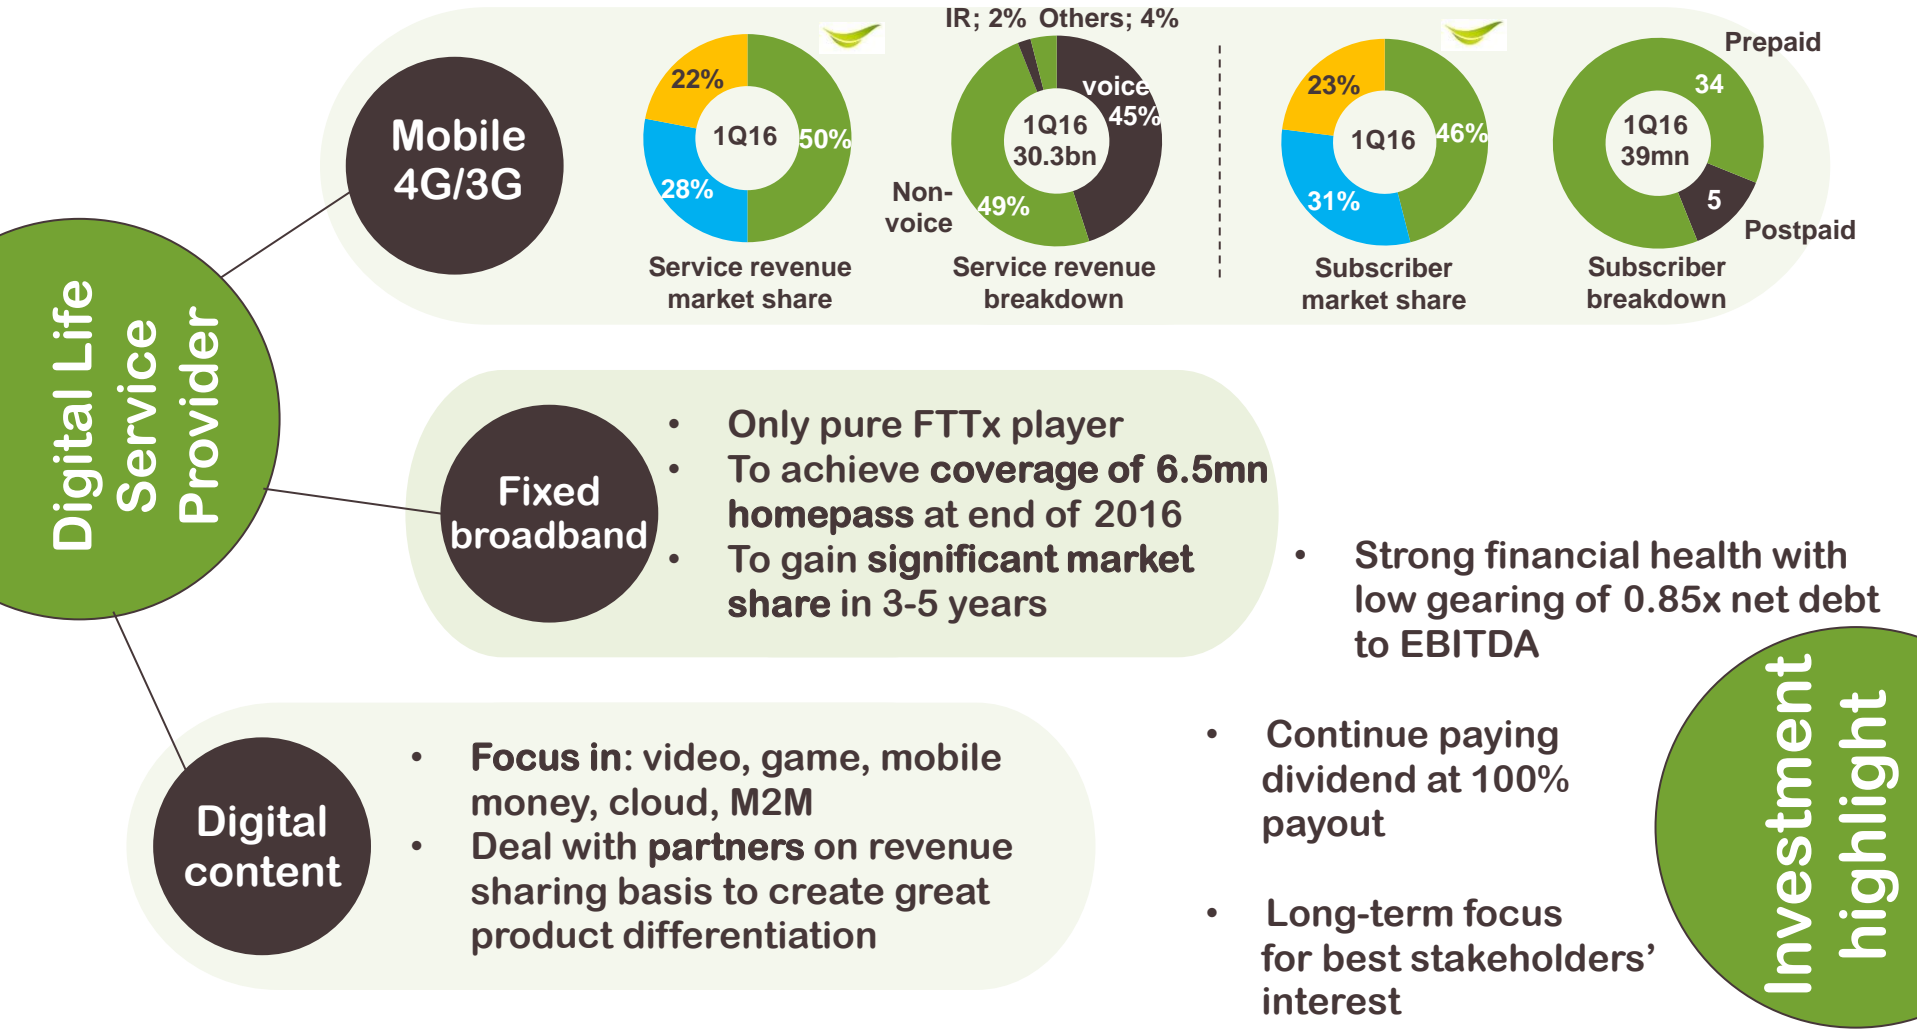 Digital Life
Service
Provider
Mobile
4G/3G
22%
50%
28%
1Q16
Service revenue
market share
IR; 2% Others; 4%
voice
45%
1Q16
30.3bn
Non-
voice
49%
Service revenue
breakdown
23%
46%
31%
1Q16
Subscriber
market share
Prepaid
34
1Q16
39mn
5
Postpaid
Subscriber
breakdown
Fixed
broadband
• Only pure FTTx player
• To achieve coverage of 6.5mn
homepass at end of 2016
• To gain significant market
share in 3-5 years
Digital
content
• Focus in: video, game, mobile
money, cloud, M2M
• Deal with partners on revenue
sharing basis to create great
product differentiation
• Strong financial health with
low gearing of 0.85x net debt
to EBITDA
• Continue paying
dividend at 100%
payout
• Long-term focus
for best stakeholders’
interest
Investment
highlight